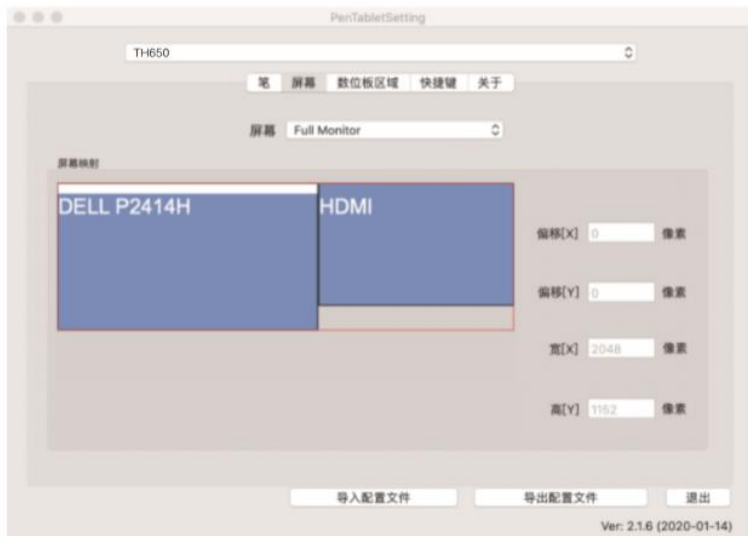 PenTabletSetting
TH650
笔 屏幕 数位板区域 快捷键 关于
屏幕 Full Monitor
屏幕映射
DELL P2414H HDMI
偏移[X] 0 像素
偏移[Y] 0 像素
宽[X] 2048 像素
高[Y] 1152 像素
导入配置文件 导出配置文件 退出
Ver: 2.1.6 (2020-01-14)